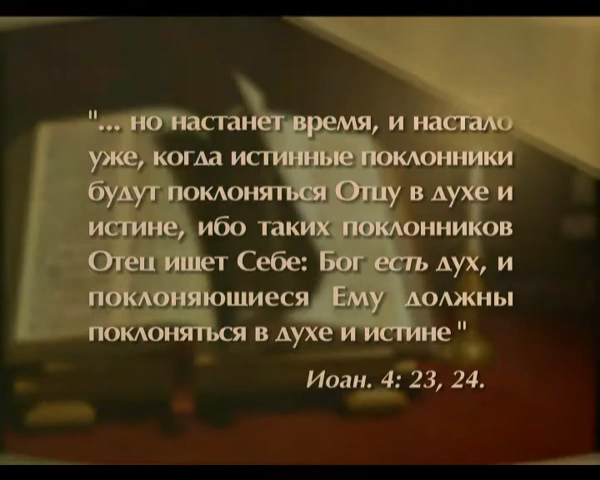 "... но настанет время, и настало
уже, когда истинные поклонники
будут поклоняться Отцу в духе и
истине, ибо таких поклонников
Отец ищет Себе: Бог есть дух, и
поклоняющиеся Ему должны
поклоняться в духе и истине "
Иоан. 4: 23, 24.